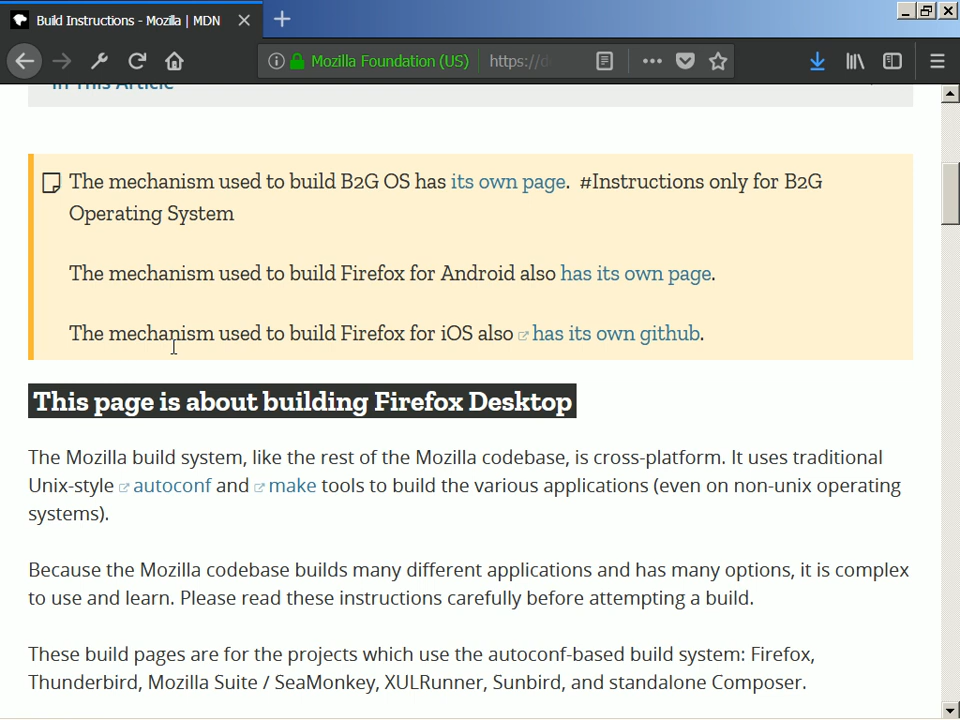 Build Instructions - Mozilla | MDN
Mozilla Foundation (US) https://d
In This Article
The mechanism used to build B2G OS has its own page. #Instructions only for B2G
Operating System
The mechanism used to build Firefox for Android also has its own page.
The mechanism used to build Firefox for iOS also has its own github.
This page is about building Firefox Desktop
The Mozilla build system, like the rest of the Mozilla codebase, is cross-platform. It uses traditional
Unix-style autoconf and make tools to build the various applications (even on non-unix operating
systems).
Because the Mozilla codebase builds many different applications and has many options, it is complex
to use and learn. Please read these instructions carefully before attempting a build.
These build pages are for the projects which use the autoconf-based build system: Firefox,
Thunderbird, Mozilla Suite / SeaMonkey, XULRunner, Sunbird, and standalone Composer.